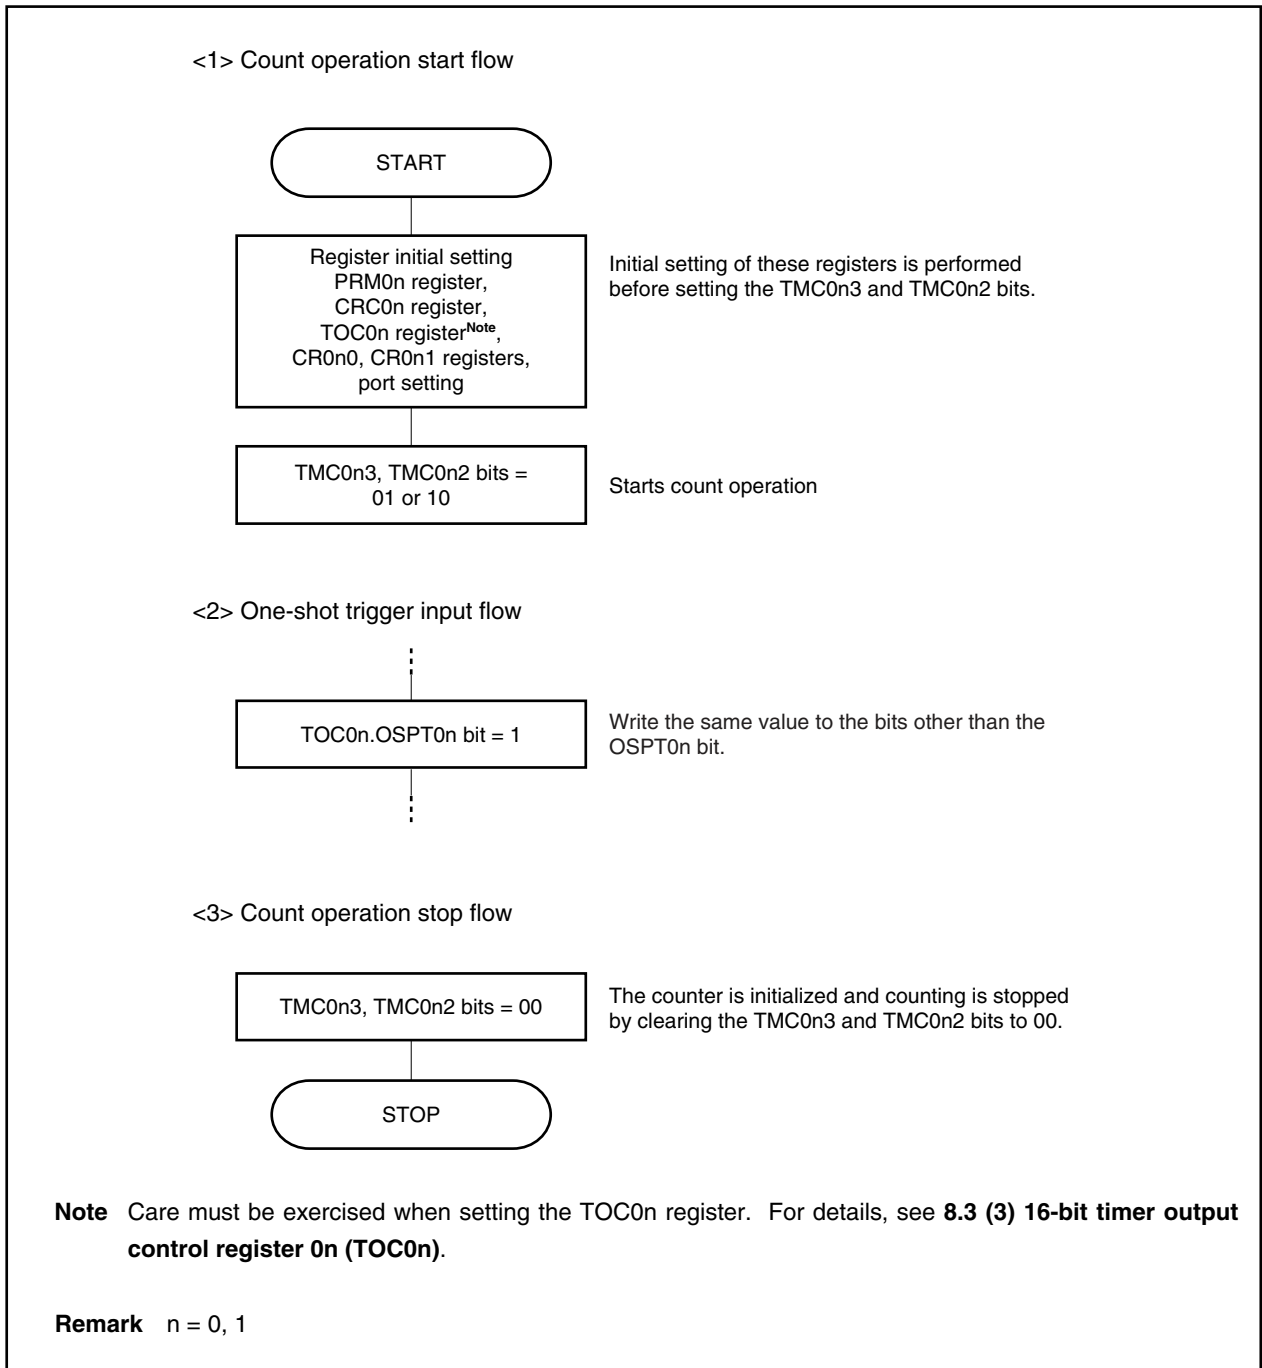 <1> Count operation start flow
START
Register initial setting
PRM0n register,
CRC0n register,
TOC0n registerNote,
CR0n0, CR0n1 registers,
port setting
Initial setting of these registers is performed
before setting the TMC0n3 and TMC0n2 bits.
TMC0n3, TMC0n2 bits =
01 or 10
Starts count operation
<2> One-shot trigger input flow
TOC0n.OSPT0n bit = 1
Write the same value to the bits other than the
OSPT0n bit.
<3> Count operation stop flow
TMC0n3, TMC0n2 bits = 00
The counter is initialized and counting is stopped
by clearing the TMC0n3 and TMC0n2 bits to 00.
STOP
Note Care must be exercised when setting the TOC0n register. For details, see 8.3 (3) 16-bit timer output
control register 0n (TOC0n).
Remark n = 0, 1